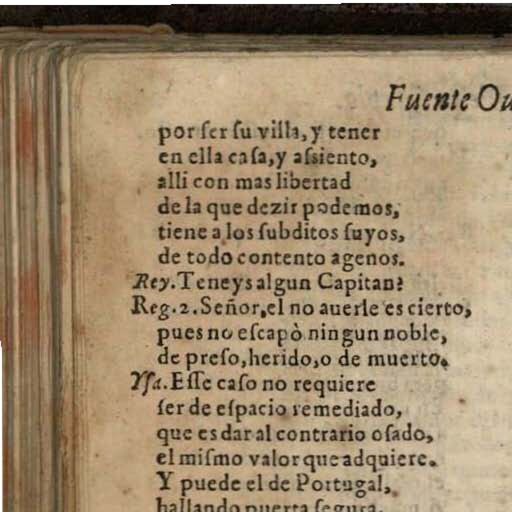 Fuente Ou
por ſer ſu villa, y tener
en ella caſa, y aſsiento,
alli con mas libertad
de la que dezir podemos,
tiene a los ſubditos ſuyos,
de todo contento agenos.
Rey. Teneys algun Capitan?
Reg. 2. Señor, el no auerle es cierto,
pues no eſcapò ningun noble,
de preſo, herido, o de muerto.
Yſa. Eſſe caſo no requiere
ſer de eſpacio remediado,
que es dar al contrario oſado,
el miſmo valor que adquiere.
Y puede el de Portugal,
hallando puerta ſegura,